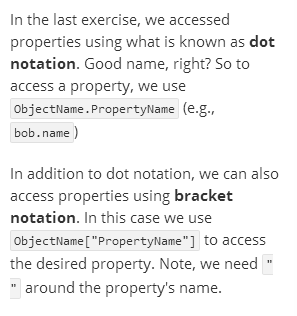 In the last exercise, we accessed
properties using what is known as dot
notation. Good name, right? So to
access a property, we use
ObjectName.PropertyName (e.g.,
bob.name)
In addition to dot notation, we can also
access properties using bracket
notation. In this case we use
ObjectName["PropertyName"] to access
the desired property. Note, we need "
" around the property's name.